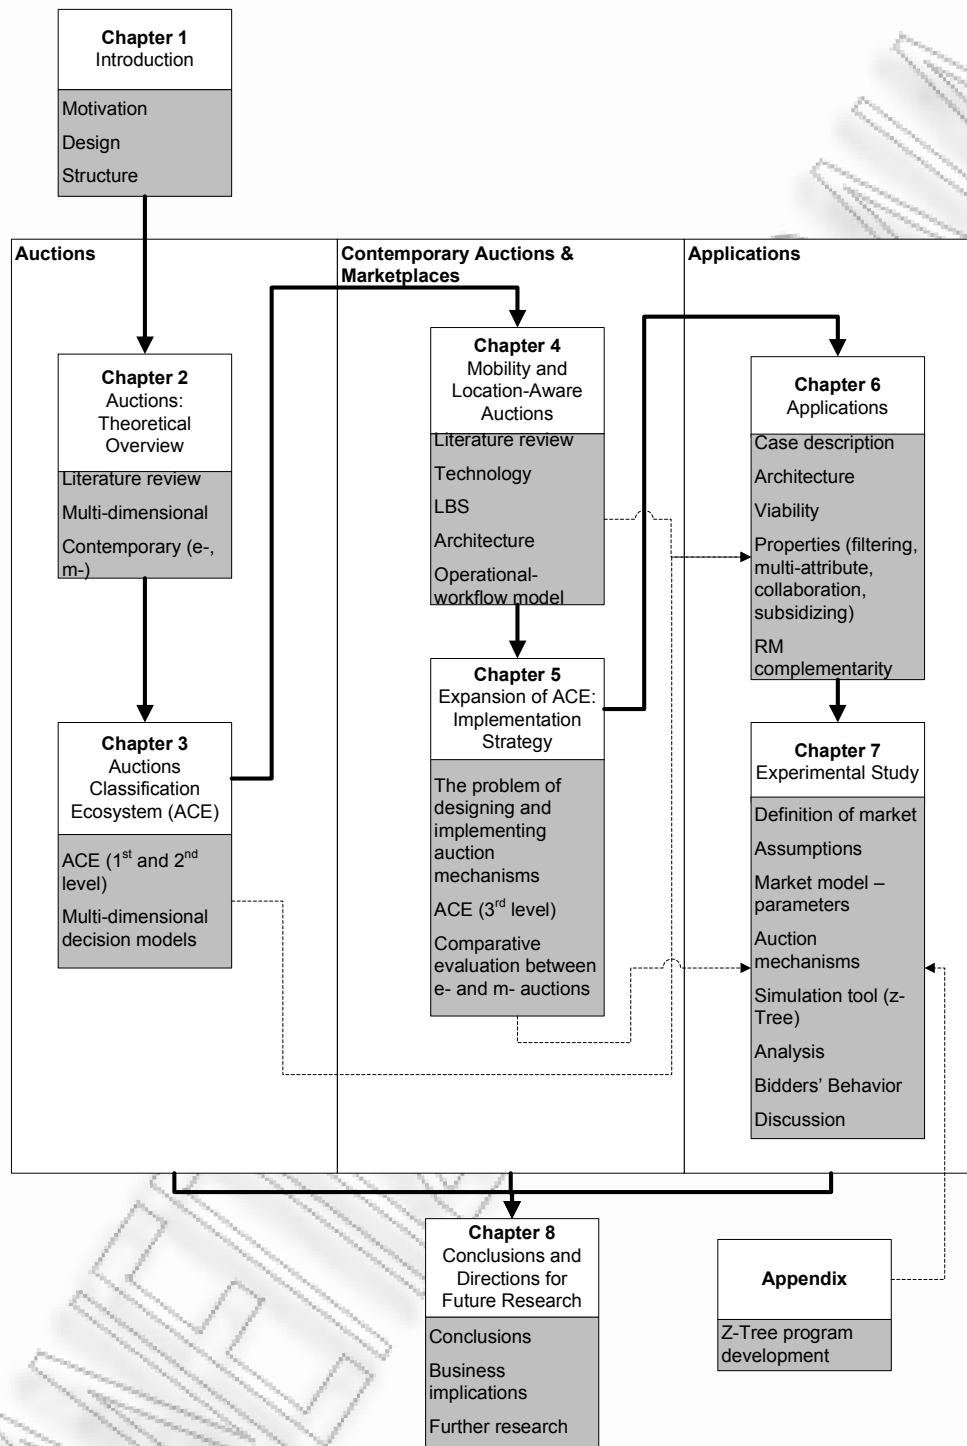 Chapter 1
Introduction
Motivation
Design
Structure
Auctions
Contemporary Auctions &
Marketplaces
Applications
Chapter 2
Auctions:
Theoretical
Overview
Literature review
Multi-dimensional
Contemporary (e-,
m-)
Chapter 3
Auctions
Classification
Ecosystem (ACE)
ACE (1st and 2nd
level)
Multi-dimensional
decision models
Chapter 4
Mobility and
Location-Aware
Auctions
Literature review
Technology
LBS
Architecture
Operational-
workflow model
Chapter 5
Expansion of ACE:
Implementation
Strategy
The problem of
designing and
implementing
auction
mechanisms
ACE (3rd level)
Comparative
evaluation between
e- and m- auctions
Chapter 6
Applications
Case description
Architecture
Viability
Properties (filtering,
multi-attribute,
collaboration,
subsidizing)
RM
complementarity
Chapter 7
Experimental Study
Definition of market
Assumptions
Market model –
parameters
Auction
mechanisms
Simulation tool (z-
Tree)
Analysis
Bidders' Behavior
Discussion
Chapter 8
Conclusions and
Directions for
Future Research
Conclusions
Business
implications
Further research
Appendix
Z-Tree program
development